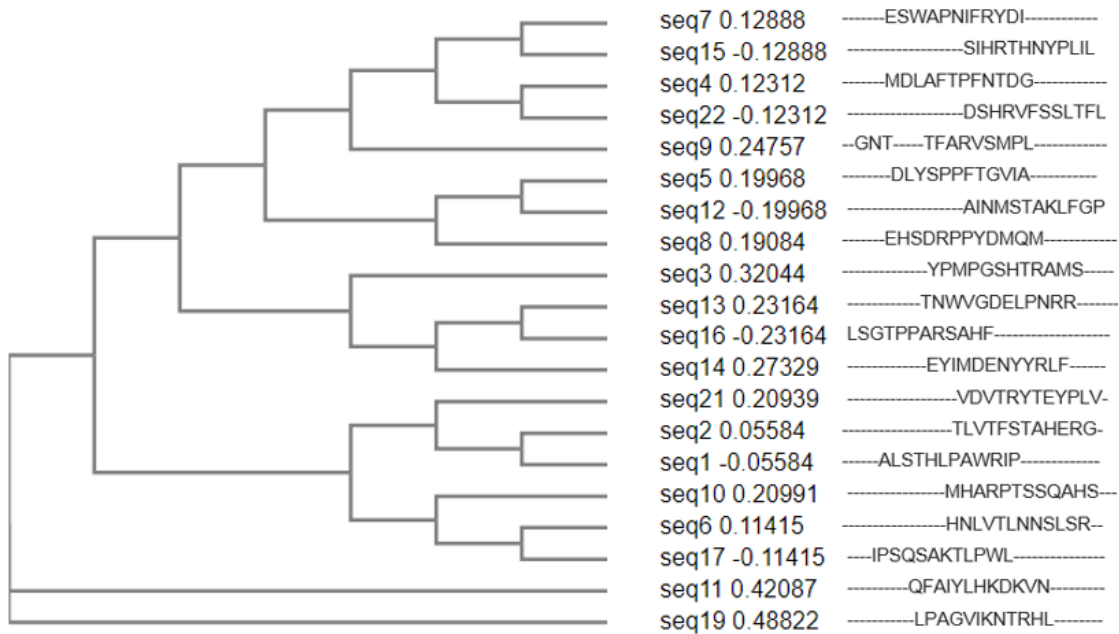 seq7 0.12888 -------ESWAPNIFRYDI------------
seq15 -0.12888 -------------------SIHRTHNYPLIL
seq4 0.12312 -------MDLAFTPFNTDG------------
seq22 -0.12312 -------------------DSHRVFSSLTFL
seq9 0.24757 --GNT-----TFARVSMPL------------
seq5 0.19968 --------DLYSPPFTGVIA-----------
seq12 -0.19968 -------------------AINMSTAKLFGP
seq8 0.19084 -------EHSDRPPYDMQM------------
seq3 0.32044 --------------YPMPGSHTRAMS-----
seq13 0.23164 ------------TNWVGDELPNRR-------
seq16 -0.23164 LSGTPPARSAHF-------------------
seq14 0.27329 -------------EYIMDENYYRLF------
seq21 0.20939 ------------------VDVTRYTEYPLV-
seq2 0.05584 ------------------TLVTFSTAHERG-
seq1 -0.05584 ------ALSTHLPAWRIP-------------
seq10 0.20991 ----------------MHARPTSSQAHS---
seq6 0.11415 -----------------HNLVTLNNSLSR--
seq17 -0.11415 ----IPSQSAKTLPWL---------------
seq11 0.42087 ----------QFAIYLHKDKVN---------
seq19 0.48822 -----------LPAGVIKNTRHL--------